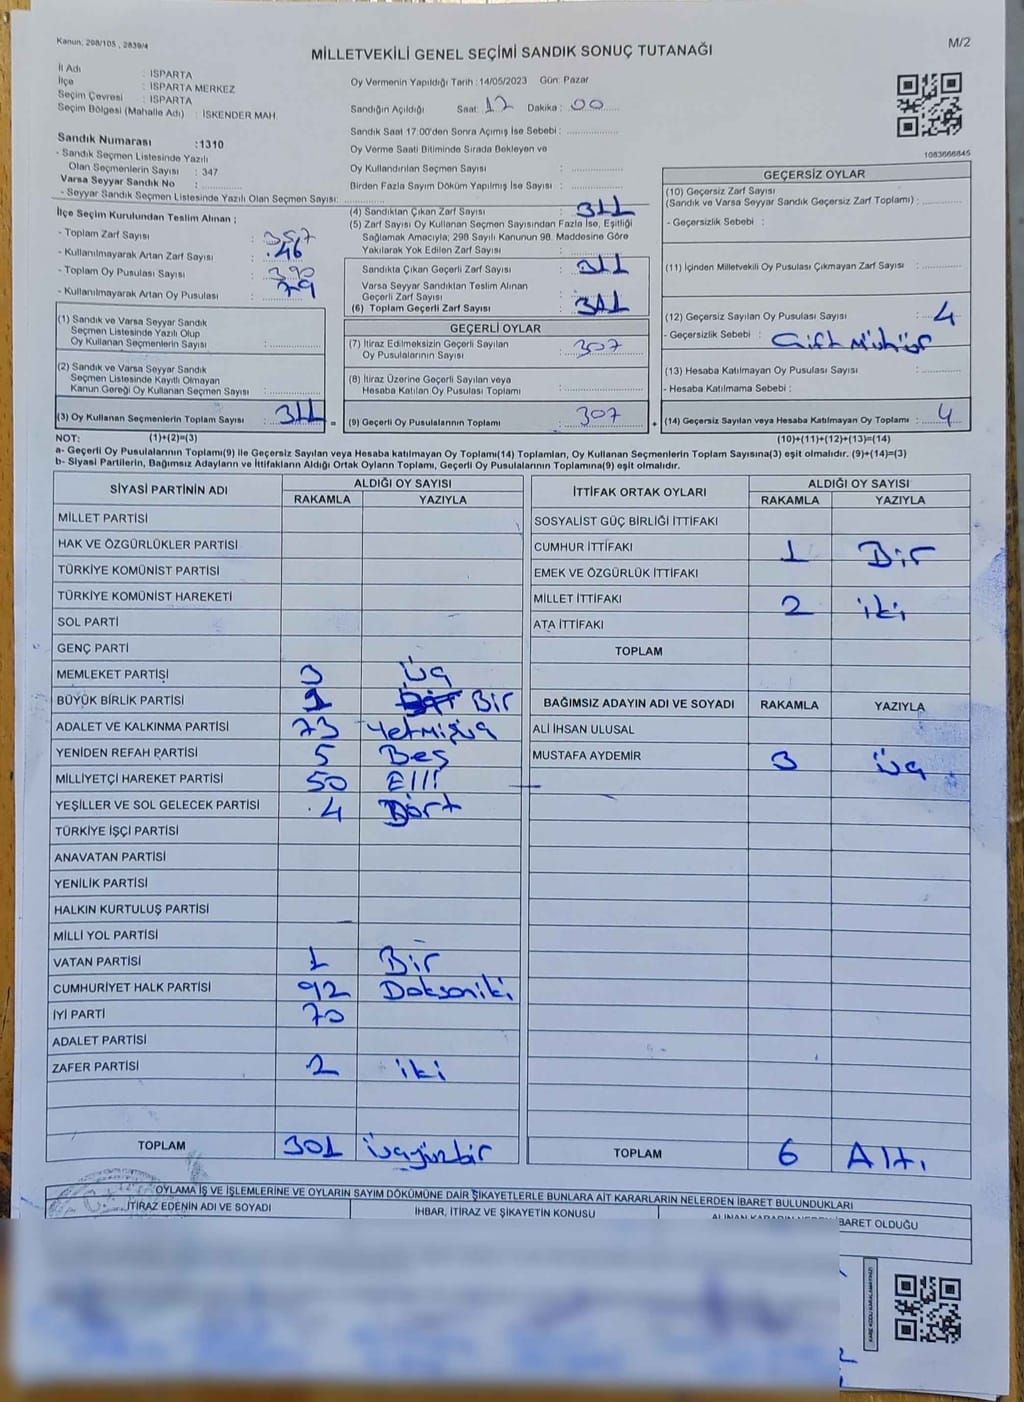 Kanun, 298/105 , 2839/4
M/2
MİLLETVEKİLİ GENEL SEÇİMİ SANDIK SONUÇ TUTANAĞI
İl Adı : ISPARTA
İlçe : ISPARTA MERKEZ
Seçim Çevresi : ISPARTA
Seçim Bölgesi (Mahalle Adı) : İSKENDER MAH.
Oy Vermenin Yapıldığı Tarih :14/05/2023 Gün: Pazar
Sandığın Açıldığı Saat: 17 Dakika : 00
Sandık Saat 17:00'den Sonra Açımış İse Sebebi :
Oy Verme Saati Bitiminde Sırada Bekleyen ve
Oy Kullandırılan Seçmen Sayısı :
Birden Fazla Sayım Döküm Yapılmış İse Sayısı :
1083666845
Sandık Numarası :1310
- Sandık Seçmen Listesinde Yazılı
Olan Seçmenlerin Sayısı : 347
Varsa Seyyar Sandık No :
- Seyyar Sandık Seçmen Listesinde Yazılı Olan Seçmen Sayısı:
İlçe Seçim Kurulundan Teslim Alınan ;
- Toplam Zarf Sayısı : 357
- Kullanılmayarak Artan Zarf Sayısı : 46
- Toplam Oy Pusulası Sayısı : 390
- Kullanılmayarak Artan Oy Pusulası : 79
(1) Sandık ve Varsa Seyyar Sandık
Seçmen Listesinde Yazılı Olup
Oy Kullanan Seçmenlerin Sayısı :
(2) Sandık ve Varsa Seyyar Sandık
Seçmen Listesinde Kayıtlı Olmayan
Kanun Gereği Oy Kullanan Seçmen Sayısı :
(3) Oy Kullanan Seçmenlerin Toplam Sayısı : 311 =
(4) Sandıktan Çıkan Zarf Sayısı : 311
(5) Zarf Sayısı Oy Kullanan Seçmen Sayısından Fazla İse, Eşitliği
Sağlamak Amacıyla; 298 Sayılı Kanunun 98. Maddesine Göre
Yakılarak Yok Edilen Zarf Sayısı :
Sandıkta Çıkan Geçerli Zarf Sayısı : 311
Varsa Seyyar Sandıktan Teslim Alınan
Geçerli Zarf Sayısı :
(6) Toplam Geçerli Zarf Sayısı : 311
GEÇERLİ OYLAR
(7) İtiraz Edilmeksizin Geçerli Sayılan
Oy Pusulalarının Sayısı : 307
(8) İtiraz Üzerine Geçerli Sayılan veya
Hesaba Katılan Oy Pusulası Toplamı :
(9) Geçerli Oy Pusulalarının Toplamı : 307 +
GEÇERSİZ OYLAR
(10) Geçersiz Zarf Sayısı
(Sandık ve Varsa Seyyar Sandık Geçersiz Zarf Toplamı) :
- Geçersizlik Sebebi :
(11) İçinden Milletvekili Oy Pusulası Çıkmayan Zarf Sayısı :
(12) Geçersiz Sayılan Oy Pusulası Sayısı : 4
- Geçersizlik Sebebi : Çift Mühür
(13) Hesaba Katılmayan Oy Pusulası Sayısı :
- Hesaba Katılmama Sebebi :
(14) Geçersiz Sayılan veya Hesaba Katılmayan Oy Toplamı : 4
NOT: (1)+(2)=(3)
(10)+(11)+(12)+(13)=(14)
a- Geçerli Oy Pusulalarının Toplamı(9) ile Geçersiz Sayılan veya Hesaba katılmayan Oy Toplamı(14) Toplamları, Oy Kullanan Seçmenlerin Toplam Sayısına(3) eşit olmalıdır. (9)+(14)=(3)
b- Siyasi Partilerin, Bağımsız Adayların ve İttifakların Aldığı Ortak Oyların Toplamı, Geçerli Oy Pusulalarının Toplamına(9) eşit olmalıdır.
SİYASİ PARTİNİN ADI ALDIĞI OY SAYISI
RAKAMLA YAZIYLA
MİLLET PARTİSİ
HAK VE ÖZGÜRLÜKLER PARTİSİ
TÜRKİYE KOMÜNİST PARTİSİ
TÜRKİYE KOMÜNİST HAREKETİ
SOL PARTİ
GENÇ PARTİ
MEMLEKET PARTİSİ 3 üç
BÜYÜK BİRLİK PARTİSİ 1 Bir
ADALET VE KALKINMA PARTİSİ 73 Yetmişüç
YENİDEN REFAH PARTİSİ 5 Beş
MİLLİYETÇİ HAREKET PARTİSİ 50 Elli
YEŞİLLER VE SOL GELECEK PARTİSİ 4 Dört
TÜRKİYE İŞÇİ PARTİSİ
ANAVATAN PARTİSİ
YENİLİK PARTİSİ
HALKIN KURTULUŞ PARTİSİ
MİLLİ YOL PARTİSİ
VATAN PARTİSİ 1 Bir
CUMHURİYET HALK PARTİSİ 92 Doksaniki
İYİ PARTİ 70
ADALET PARTİSİ
ZAFER PARTİSİ 2 iki
TOPLAM 301 üçyüzbir
İTTİFAK ORTAK OYLARI ALDIĞI OY SAYISI
RAKAMLA YAZIYLA
SOSYALİST GÜÇ BİRLİĞİ İTTİFAKI
CUMHUR İTTİFAKI 1 Bir
EMEK VE ÖZGÜRLÜK İTTİFAKI
MİLLET İTTİFAKI 2 iki
ATA İTTİFAKI
TOPLAM
BAĞIMSIZ ADAYIN ADI VE SOYADI RAKAMLA YAZIYLA
ALİ İHSAN ULUSAL
MUSTAFA AYDEMİR 3 üç
TOPLAM 6 Altı
OYLAMA İŞ VE İŞLEMLERİNE VE OYLARIN SAYIM DÖKÜMÜNE DAİR ŞİKAYETLERLE BUNLARA AİT KARARLARIN NELERDEN İBARET BULUNDUKLARI
İTİRAZ EDENİN ADI VE SOYADI
İHBAR, İTİRAZ VE ŞİKAYETİN KONUSU
BARET OLDUĞU
KARE KODU KARALAMAYINIZ!